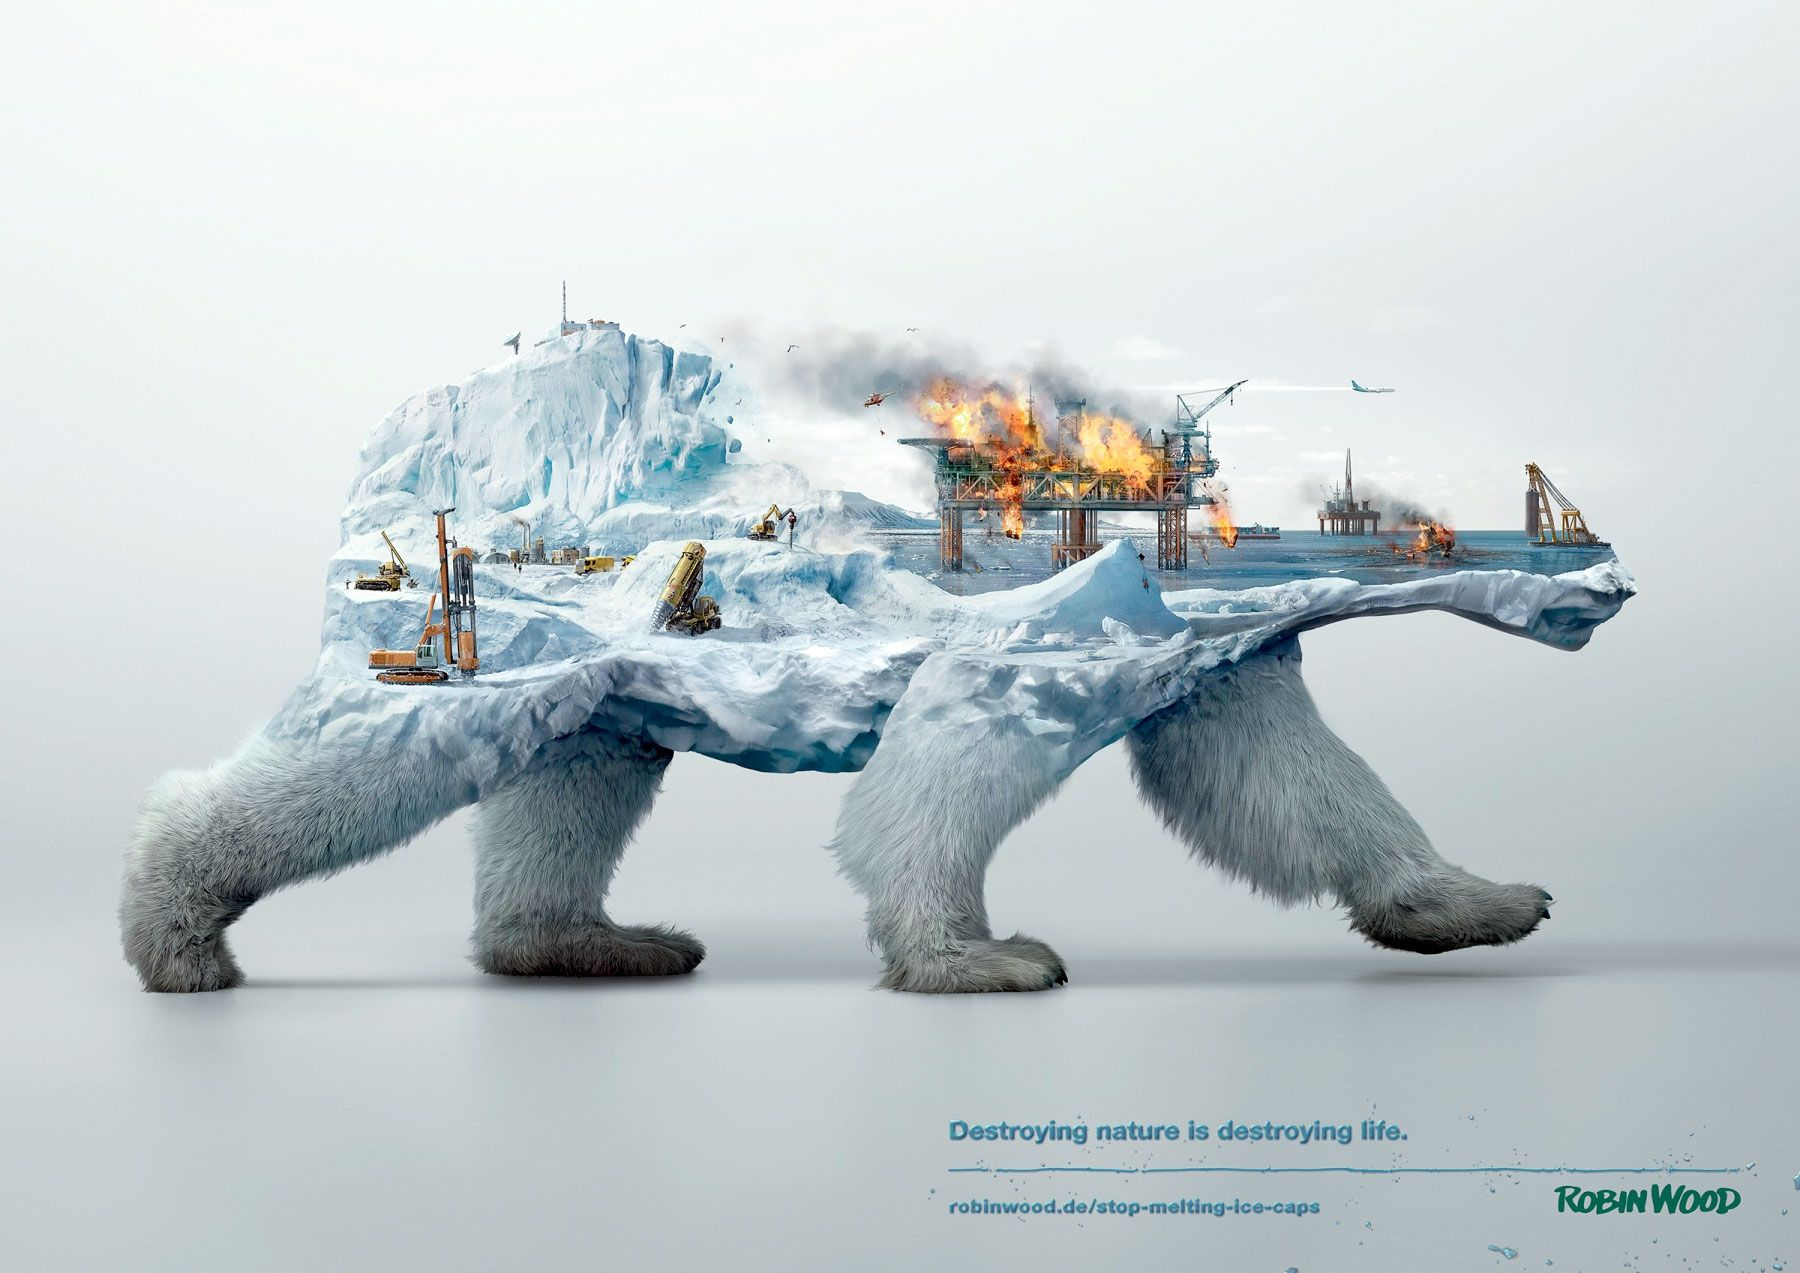 Destroying nature is destroying life.
robinwood.de/stop-melting-ice-caps
ROBIN WOOD